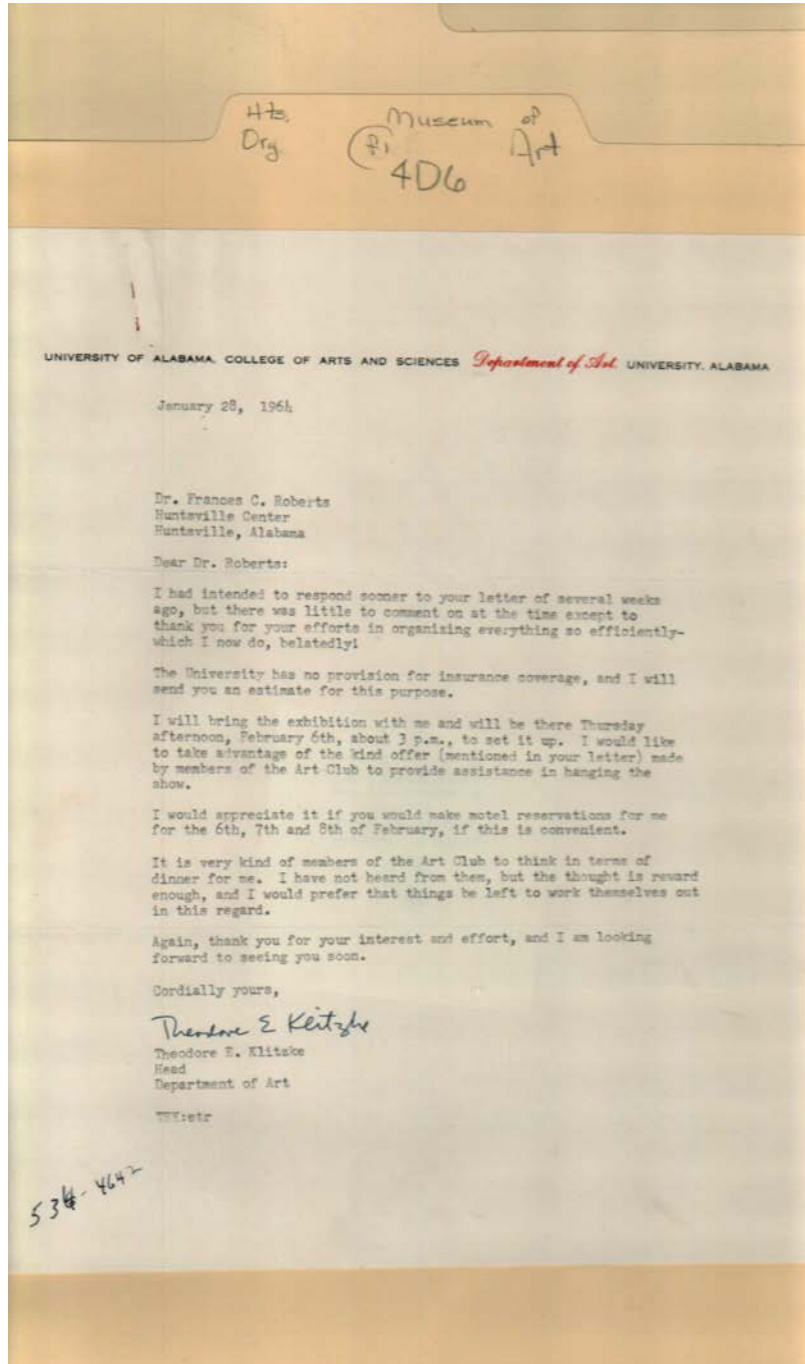 Hts. Museum of
Org. (f1) Art
4D6
UNIVERSITY OF ALABAMA, COLLEGE OF ARTS AND SCIENCES Department of Art, UNIVERSITY, ALABAMA
January 28, 1964
Dr. Frances C. Roberts
Huntsville Center
Huntsville, Alabama
Dear Dr. Roberts:
I had intended to respond sooner to your letter of several weeks
ago, but there was little to comment on at the time except to
thank you for your efforts in organizing everything so efficiently-
which I now do, belatedly!
The University has no provision for insurance coverage, and I will
send you an estimate for this purpose.
I will bring the exhibition with me and will be there Thursday
afternoon, February 6th, about 3 p.m., to set it up. I would like
to take advantage of the kind offer (mentioned in your letter) made
by members of the Art Club to provide assistance in hanging the
show.
I would appreciate it if you would make motel reservations for me
for the 6th, 7th and 8th of February, if this is convenient.
It is very kind of members of the Art Club to think in terms of
dinner for me. I have not heard from them, but the thought is reward
enough, and I would prefer that things be left to work themselves out
in this regard.
Again, thank you for your interest and effort, and I am looking
forward to seeing you soon.
Cordially yours,
Theodore E Klitzke
Theodore E. Klitzke
Head
Department of Art
TEK:etr
534-4642